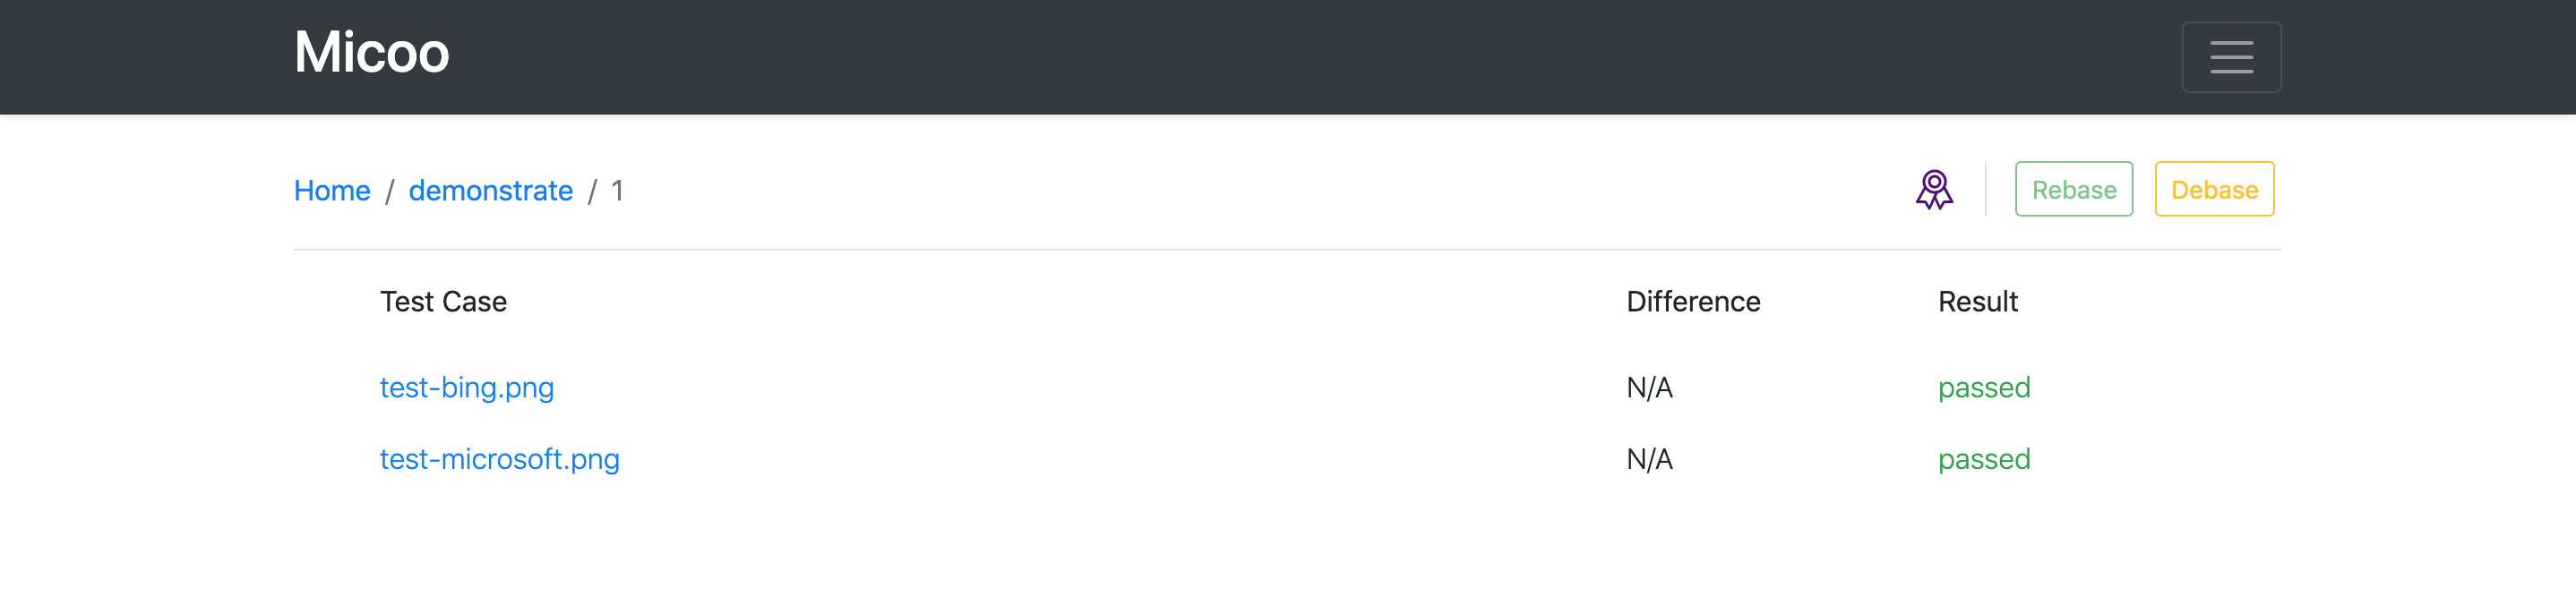 Micoo
Home / demonstrate / 1
Rebase
Debase
Test Case Difference Result
test-bing.png N/A passed
test-microsoft.png N/A passed